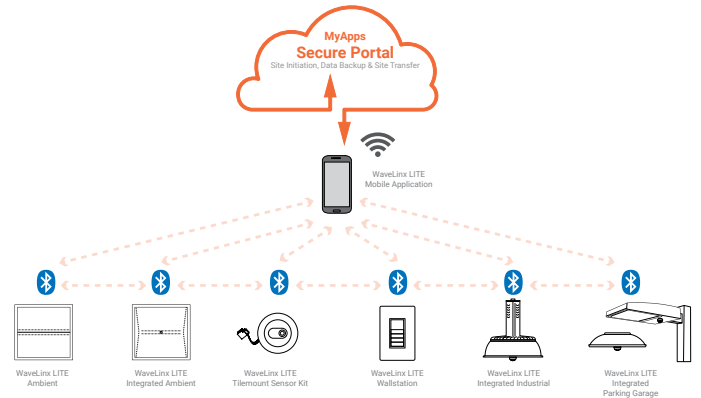 MyApps
Secure Portal
Site Initiation, Data Backup & Site Transfer
WaveLinx LITE
Mobile Application
WaveLinx LITE
Ambient
WaveLinx LITE
Integrated Ambient
WaveLinx LITE
Tilemount Sensor Kit
WaveLinx LITE
Wallstation
WaveLinx LITE
Integrated Industrial
WaveLinx LITE
Integrated
Parking Garage